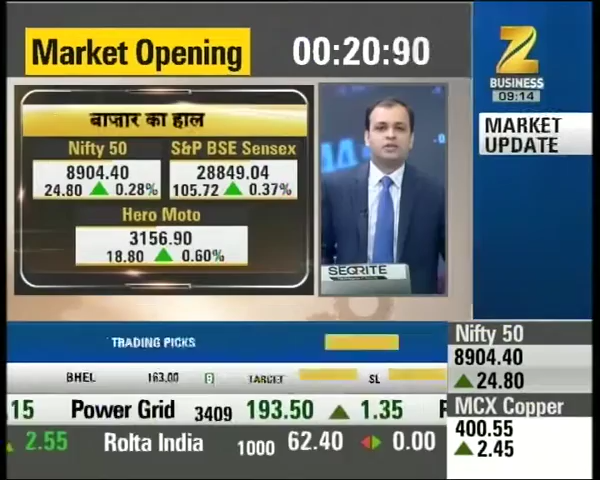 Market Opening 00:20:90
Z
BUSINESS
09:14
MARKET
UPDATE
बाज़ार का हाल
Nifty 50
8904.40
24.80 ▲ 0.28%
S&P BSE Sensex
28849.04
105.72 ▲ 0.37%
Hero Moto
3156.90
18.80 ▲ 0.60%
SEQRITE
TRADING PICKS
BHEL 163.00 TARGET SL
Nifty 50
8904.40
▲ 24.80
.15 Power Grid 3409 193.50 ▲ 1.35
MCX Copper
400.55
▲ 2.45
▲ 2.55 Rolta India 1000 62.40 0.00